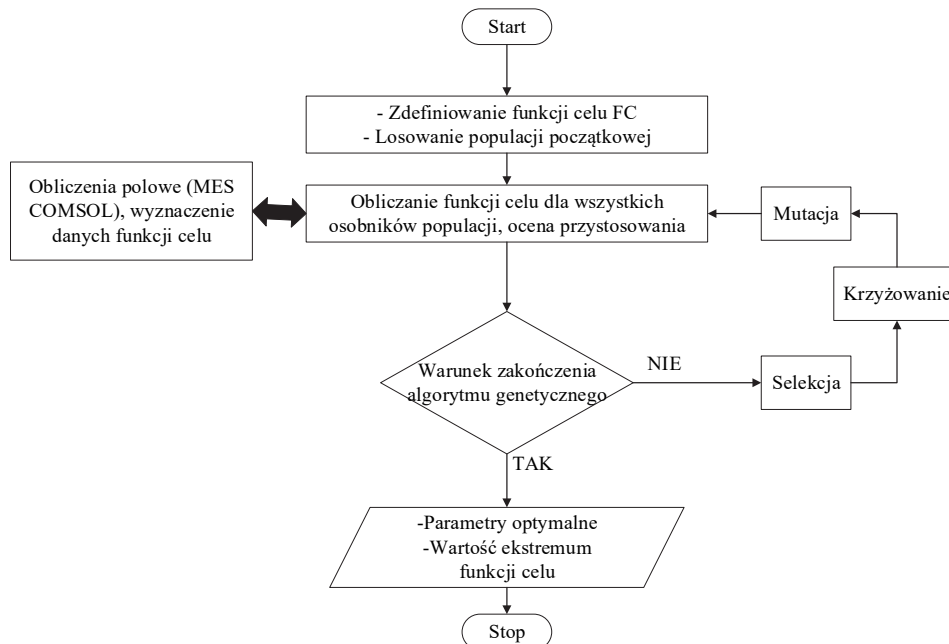 Start
- Zdefiniowanie funkcji celu FC
- Losowanie populacji początkowej
Obliczenia polowe (MES
COMSOL), wyznaczenie
danych funkcji celu
Obliczanie funkcji celu dla wszystkich
osobników populacji, ocena przystosowania
Mutacja
Krzyżowanie
Warunek zakończenia
algorytmu genetycznego
NIE
Selekcja
TAK
-Parametry optymalne
-Wartość ekstremum
funkcji celu
Stop